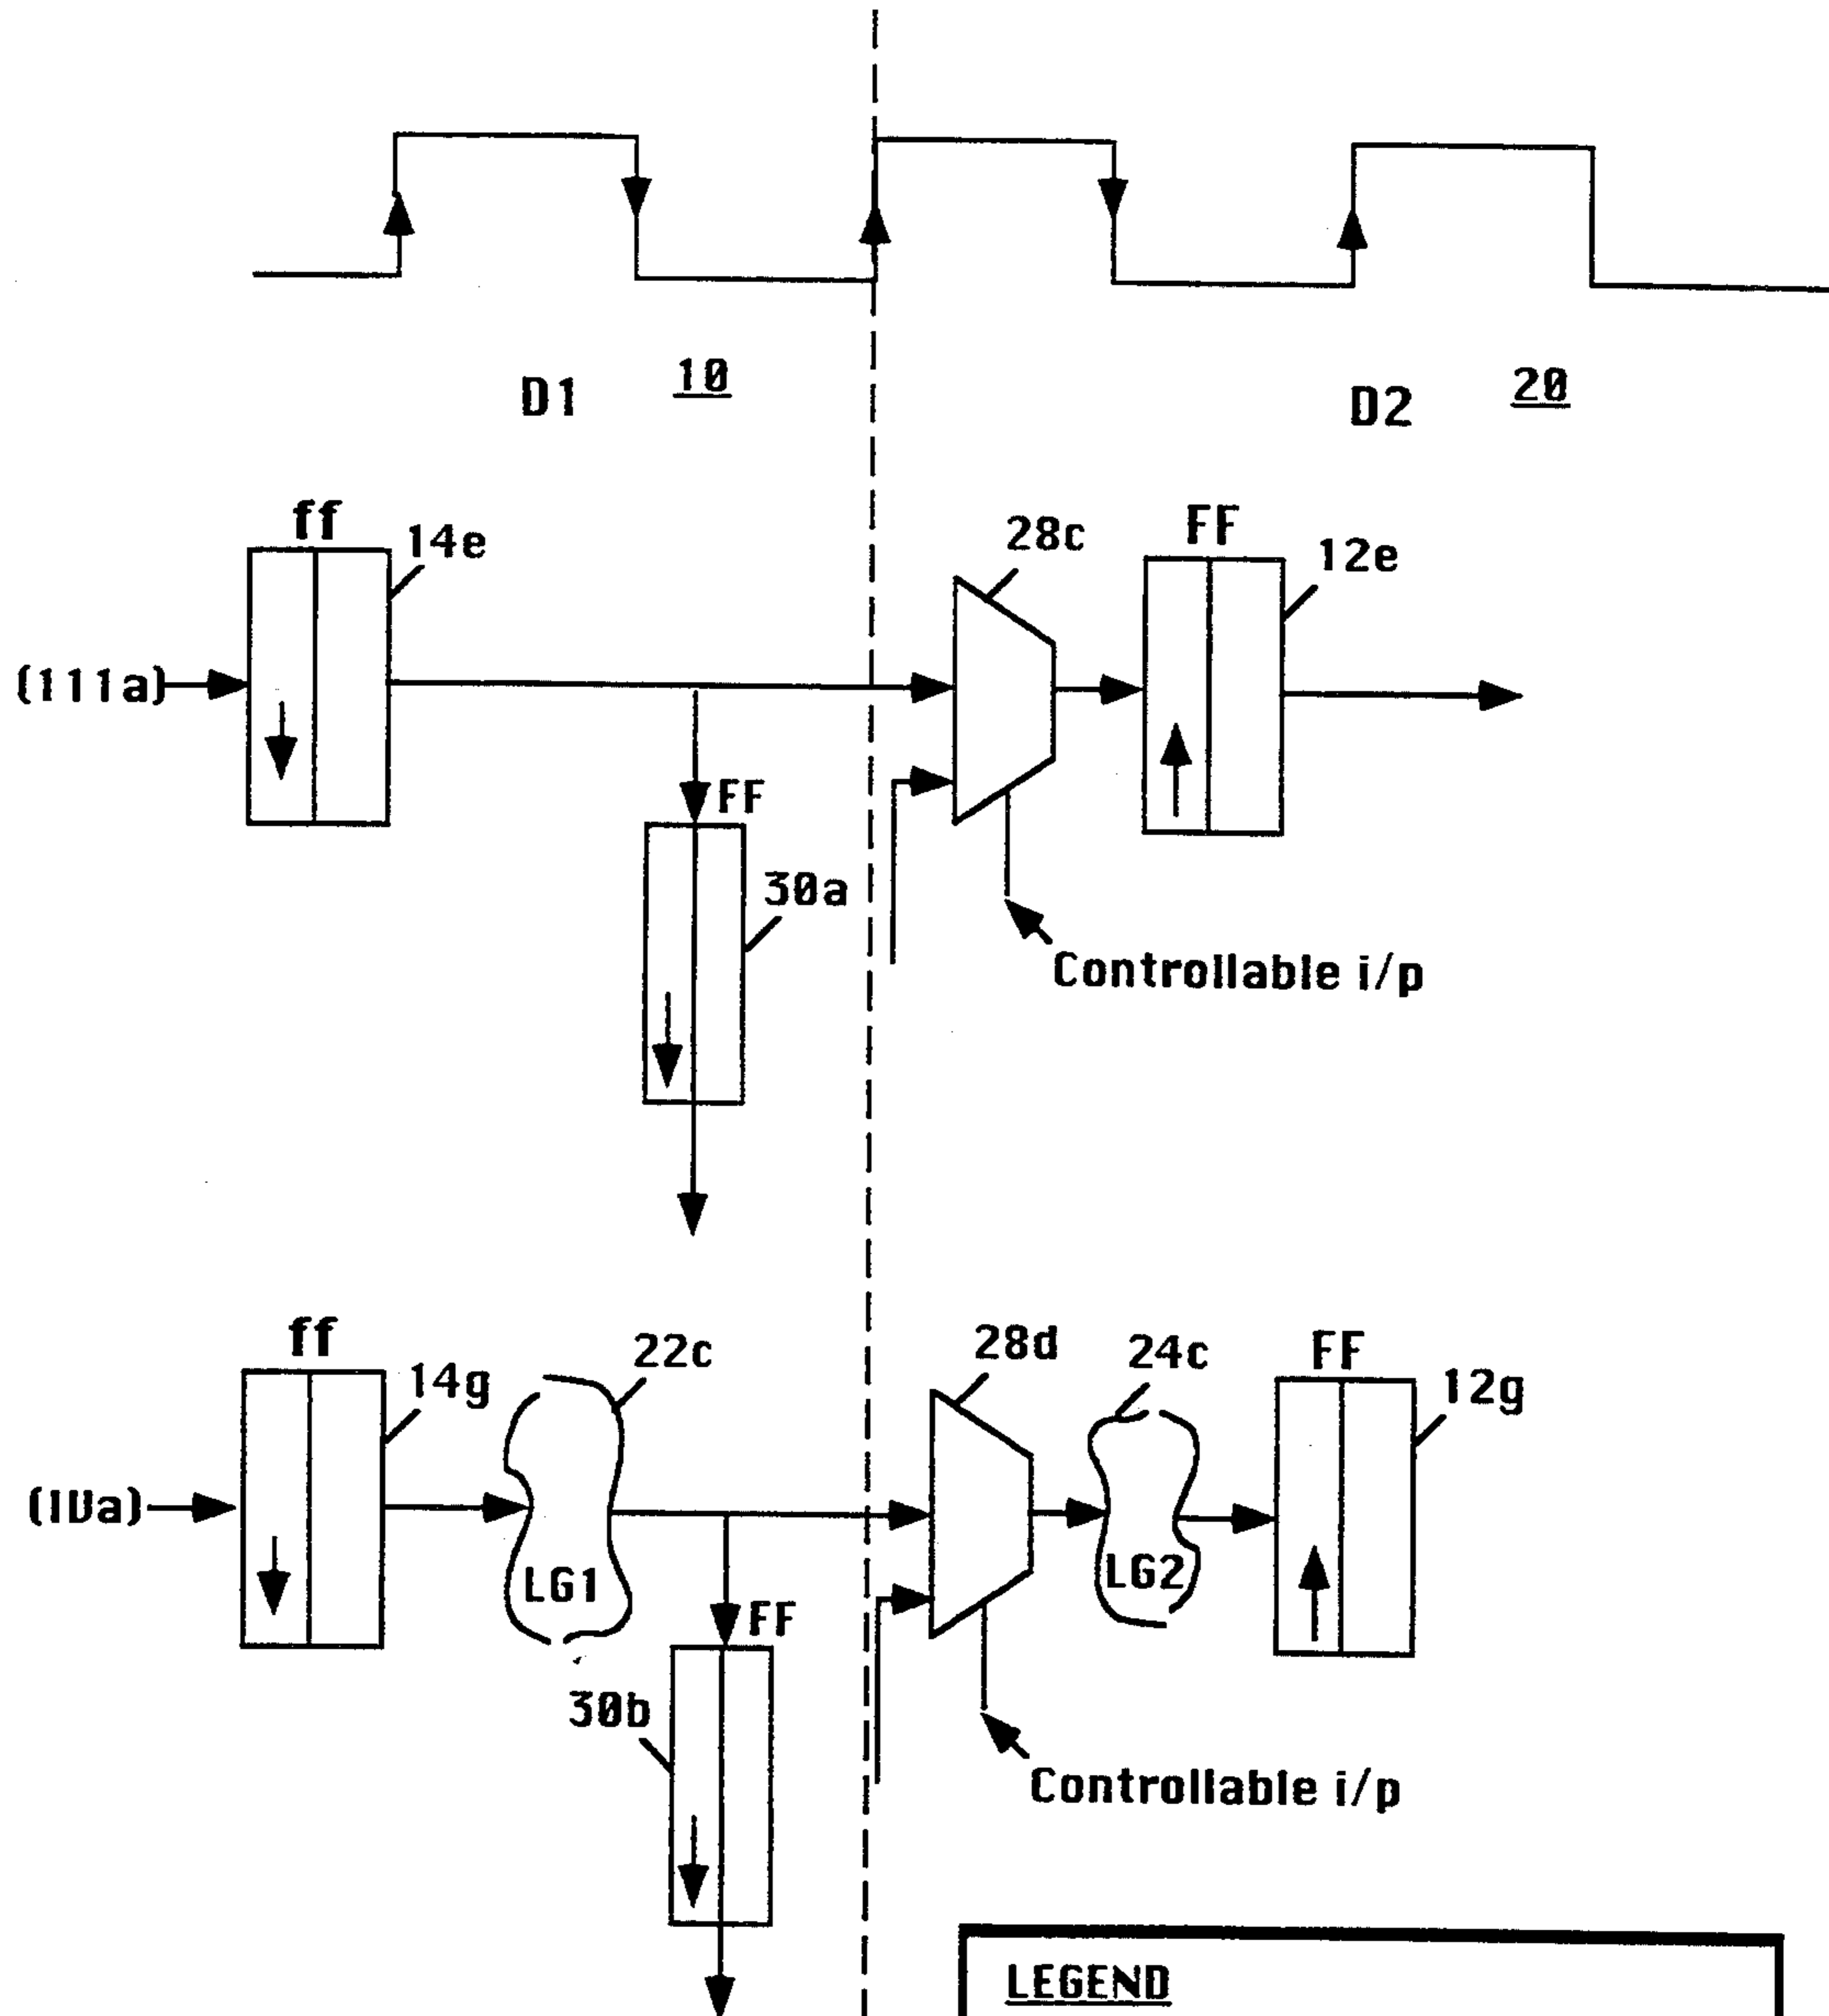 D1 10
D2 20
ff
14e
28c
FF
12e
(111a)
FF
30a
Controllable i/p
ff
14g
22c
28d
24c
FF
12g
(IVa)
LG1
LG2
FF
30b
Controllable i/p
LEGEND